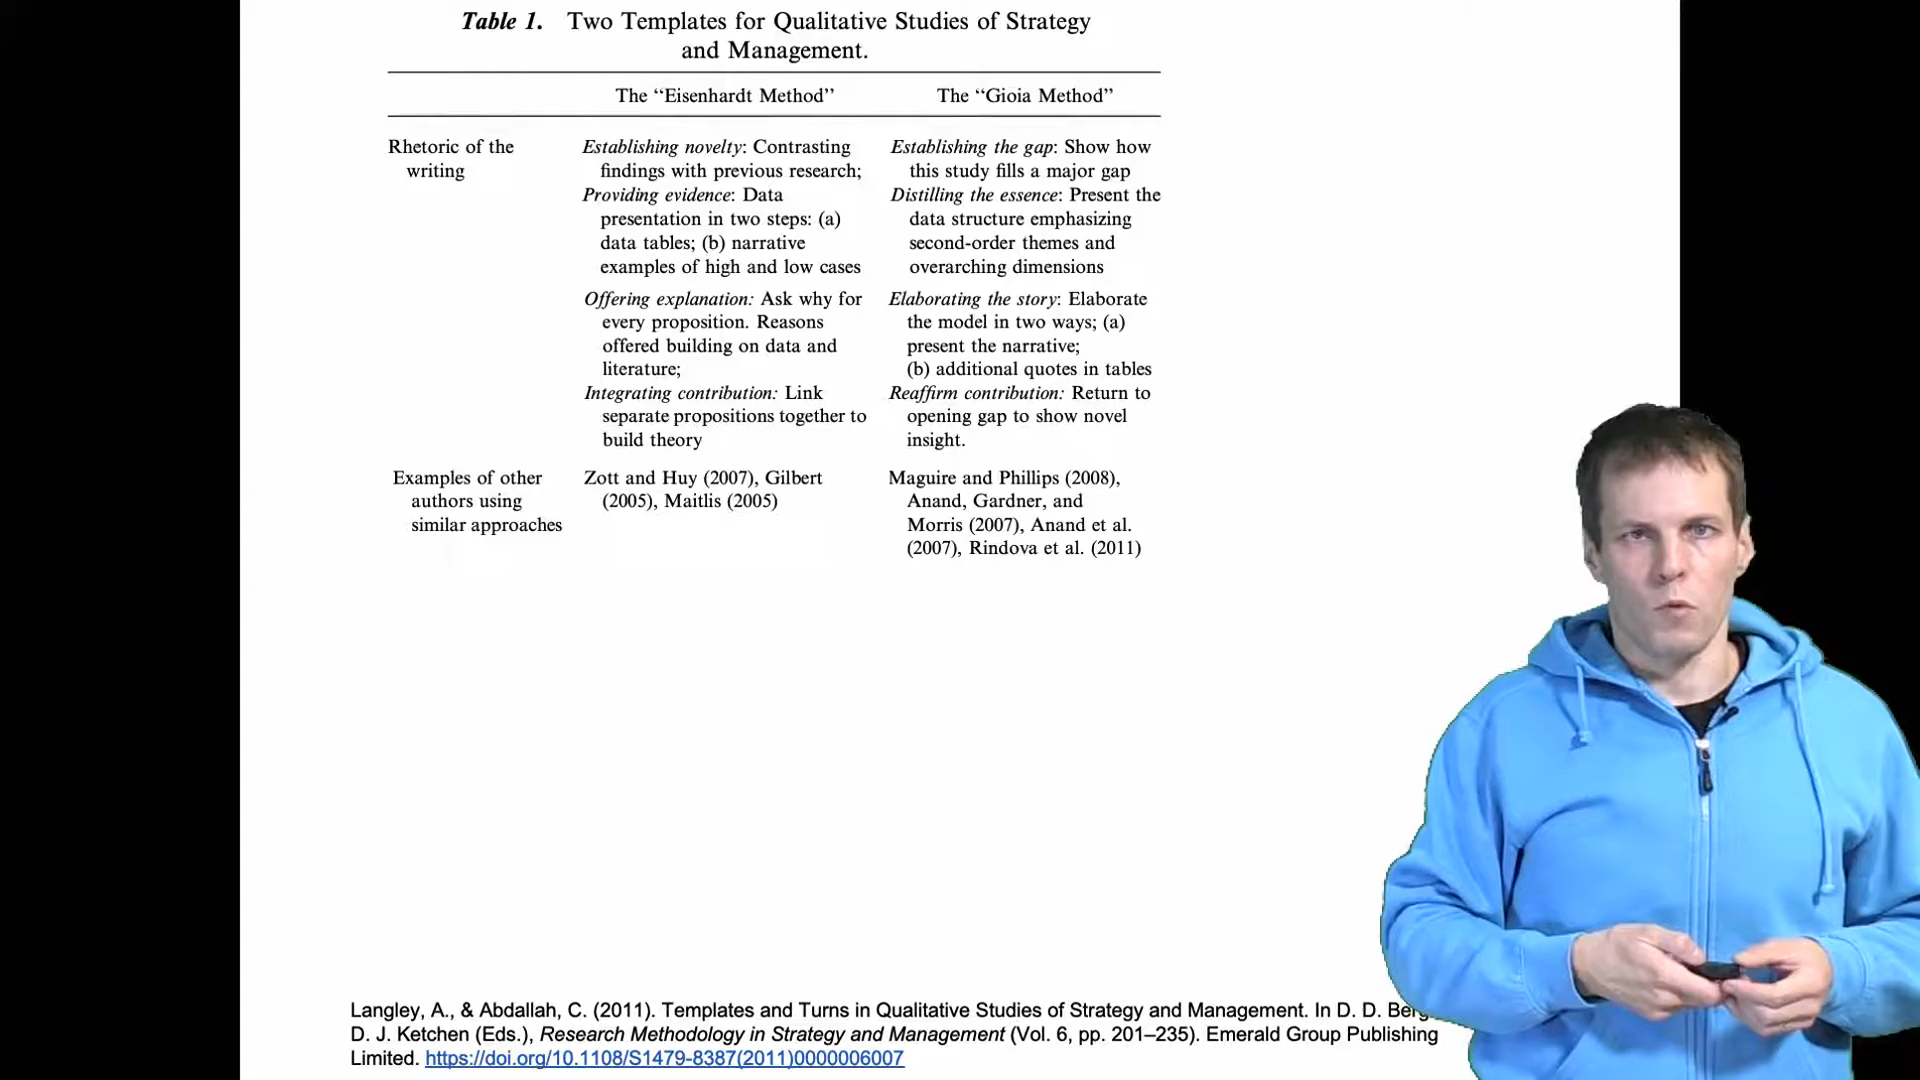 Table 1. Two Templates for Qualitative Studies of Strategy
and Management.
The ‘‘Eisenhardt Method’’
The ‘‘Gioia Method’’
Rhetoric of the
writing
Establishing novelty: Contrasting
findings with previous research;
Providing evidence: Data
presentation in two steps: (a)
data tables; (b) narrative
examples of high and low cases
Offering explanation: Ask why for
every proposition. Reasons
offered building on data and
literature;
Integrating contribution: Link
separate propositions together to
build theory
Establishing the gap: Show how
this study fills a major gap
Distilling the essence: Present the
data structure emphasizing
second-order themes and
overarching dimensions
Elaborating the story: Elaborate
the model in two ways; (a)
present the narrative;
(b) additional quotes in tables
Reaffirm contribution: Return to
opening gap to show novel
insight.
Examples of other
authors using
similar approaches
Zott and Huy (2007), Gilbert
(2005), Maitlis (2005)
Maguire and Phillips (2008),
Anand, Gardner, and
Morris (2007), Anand et al.
(2007), Rindova et al. (2011)
Langley, A., & Abdallah, C. (2011). Templates and Turns in Qualitative Studies of Strategy and Management. In D. D. Berg
D. J. Ketchen (Eds.), Research Methodology in Strategy and Management (Vol. 6, pp. 201–235). Emerald Group Publishing
Limited. https://doi.org/10.1108/S1479-8387(2011)0000006007